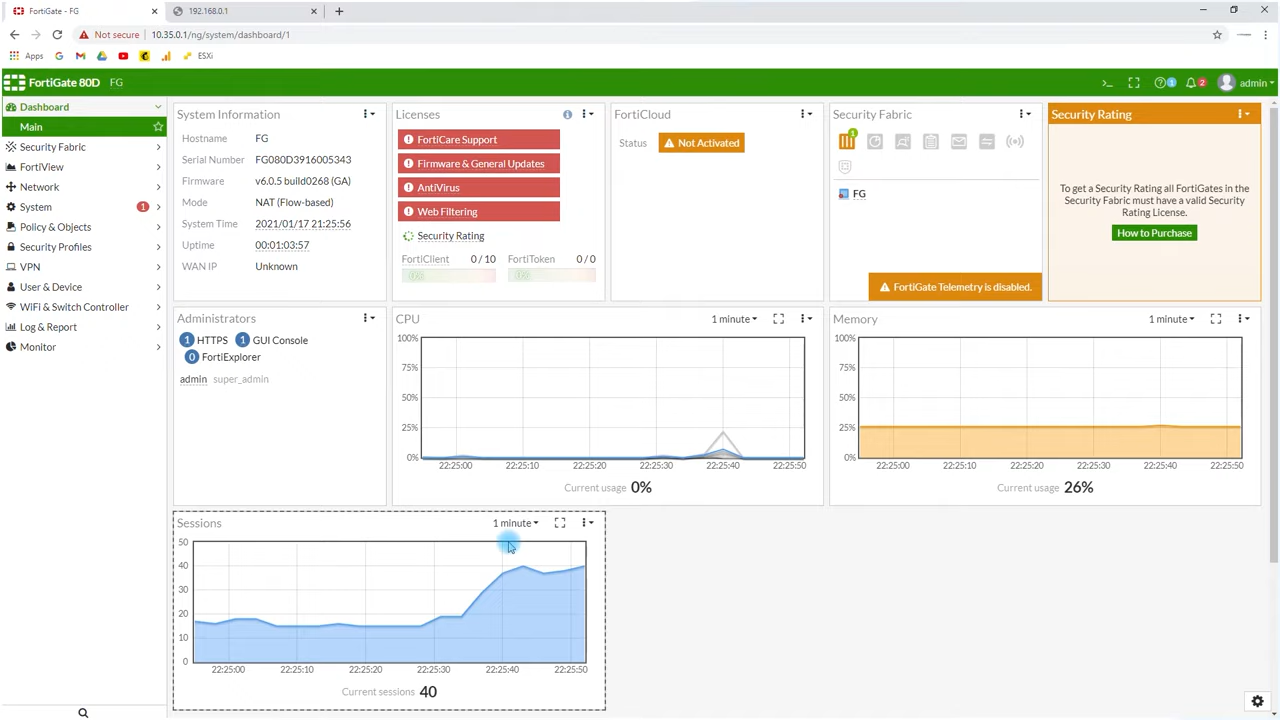 FortiGate - FG
192.168.0.1
Not secure
10.35.0.1/ng/system/dashboard/1
Apps
ESXi
FortiGate 80D FG
1
2
admin
Dashboard
Main
Security Fabric
FortiView
Network
System 1
Policy & Objects
Security Profiles
VPN
User & Device
WiFi & Switch Controller
Log & Report
Monitor
System Information
Hostname FG
Serial Number FG080D3916005343
Firmware v6.0.5 build0268 (GA)
Mode NAT (Flow-based)
System Time 2021/01/17 21:25:56
Uptime 00:01:03:57
WAN IP Unknown
Licenses
FortiCare Support
Firmware & General Updates
AntiVirus
Web Filtering
Security Rating
FortiClient 0 / 10 FortiToken 0 / 0
0% 0%
FortiCloud
Status Not Activated
Security Fabric
1
FG
FortiGate Telemetry is disabled.
Security Rating
To get a Security Rating all FortiGates in the
Security Fabric must have a valid Security
Rating License.
How to Purchase
Administrators
1 HTTPS 1 GUI Console
0 FortiExplorer
admin super_admin
CPU 1 minute
100%
75%
50%
25%
0%
22:25:00 22:25:10 22:25:20 22:25:30 22:25:40 22:25:50
Current usage 0%
Memory 1 minute
100%
75%
50%
25%
0%
22:25:00 22:25:10 22:25:20 22:25:30 22:25:40 22:25:50
Current usage 26%
Sessions 1 minute
50
40
30
20
10
0
22:25:00 22:25:10 22:25:20 22:25:30 22:25:40 22:25:50
Current sessions 40